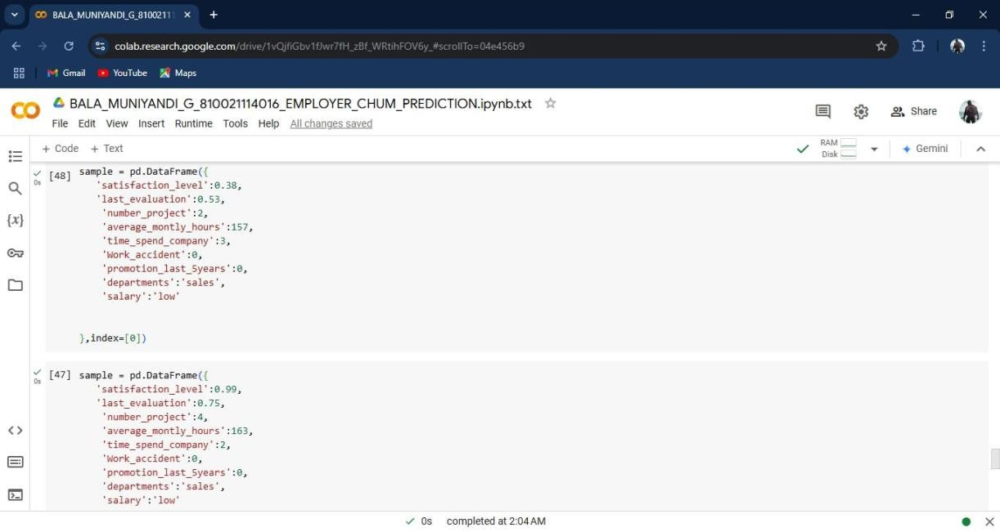 BALA_MUNIYANDI_G_8100211
colab.research.google.com/drive/1vQjfiGbv1fJwr7fH_zBf_WRtihFOV6y_#scrollTo=04e456b9
Gmail YouTube Maps
BALA_MUNIYANDI_G_810021114016_EMPLOYER_CHUM_PREDICTION.ipynb.txt
File Edit View Insert Runtime Tools Help All changes saved
Share
+ Code + Text
RAM
Disk
Gemini
0s
[48] sample = pd.DataFrame({
'satisfaction_level':0.38,
'last_evaluation':0.53,
'number_project':2,
'average_montly_hours':157,
'time_spend_company':3,
'Work_accident':0,
'promotion_last_5years':0,
'departments':'sales',
'salary':'low'
},index=[0])
0s
[47] sample = pd.DataFrame({
'satisfaction_level':0.99,
'last_evaluation':0.75,
'number_project':4,
'average_montly_hours':163,
'time_spend_company':2,
'Work_accident':0,
'promotion_last_5years':0,
'departments':'sales',
'salary':'low'
{x}
0s completed at 2:04 AM